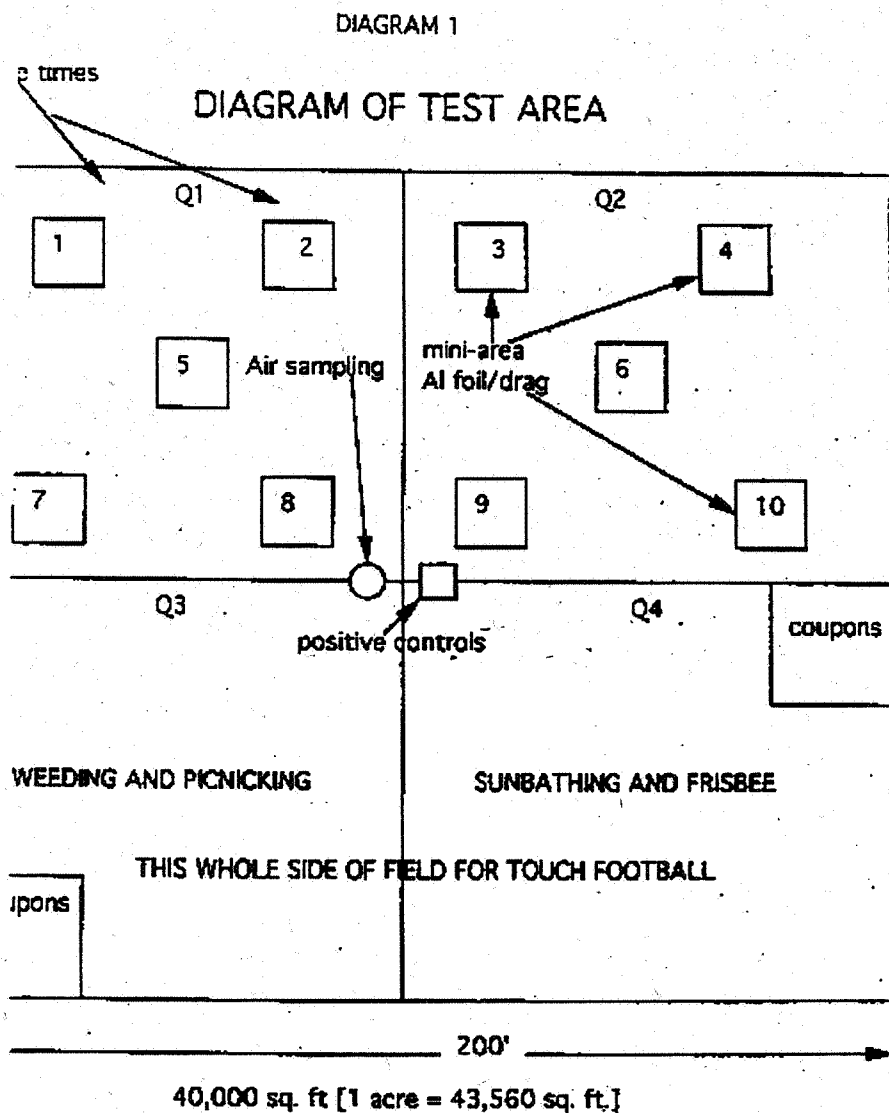 DIAGRAM 1
times
DIAGRAM OF TEST AREA
Q1
Q2
1
2
3
4
5
Air sampling
mini-area
Al foil/drag
6
7
8
9
10
Q3
Q4
coupons
positive controls
WEEDING AND PICNICKING
SUNBATHING AND FRISBEE
THIS WHOLE SIDE OF FIELD FOR TOUCH FOOTBALL
upons
200'
40,000 sq. ft [1 acre = 43,560 sq. ft.]